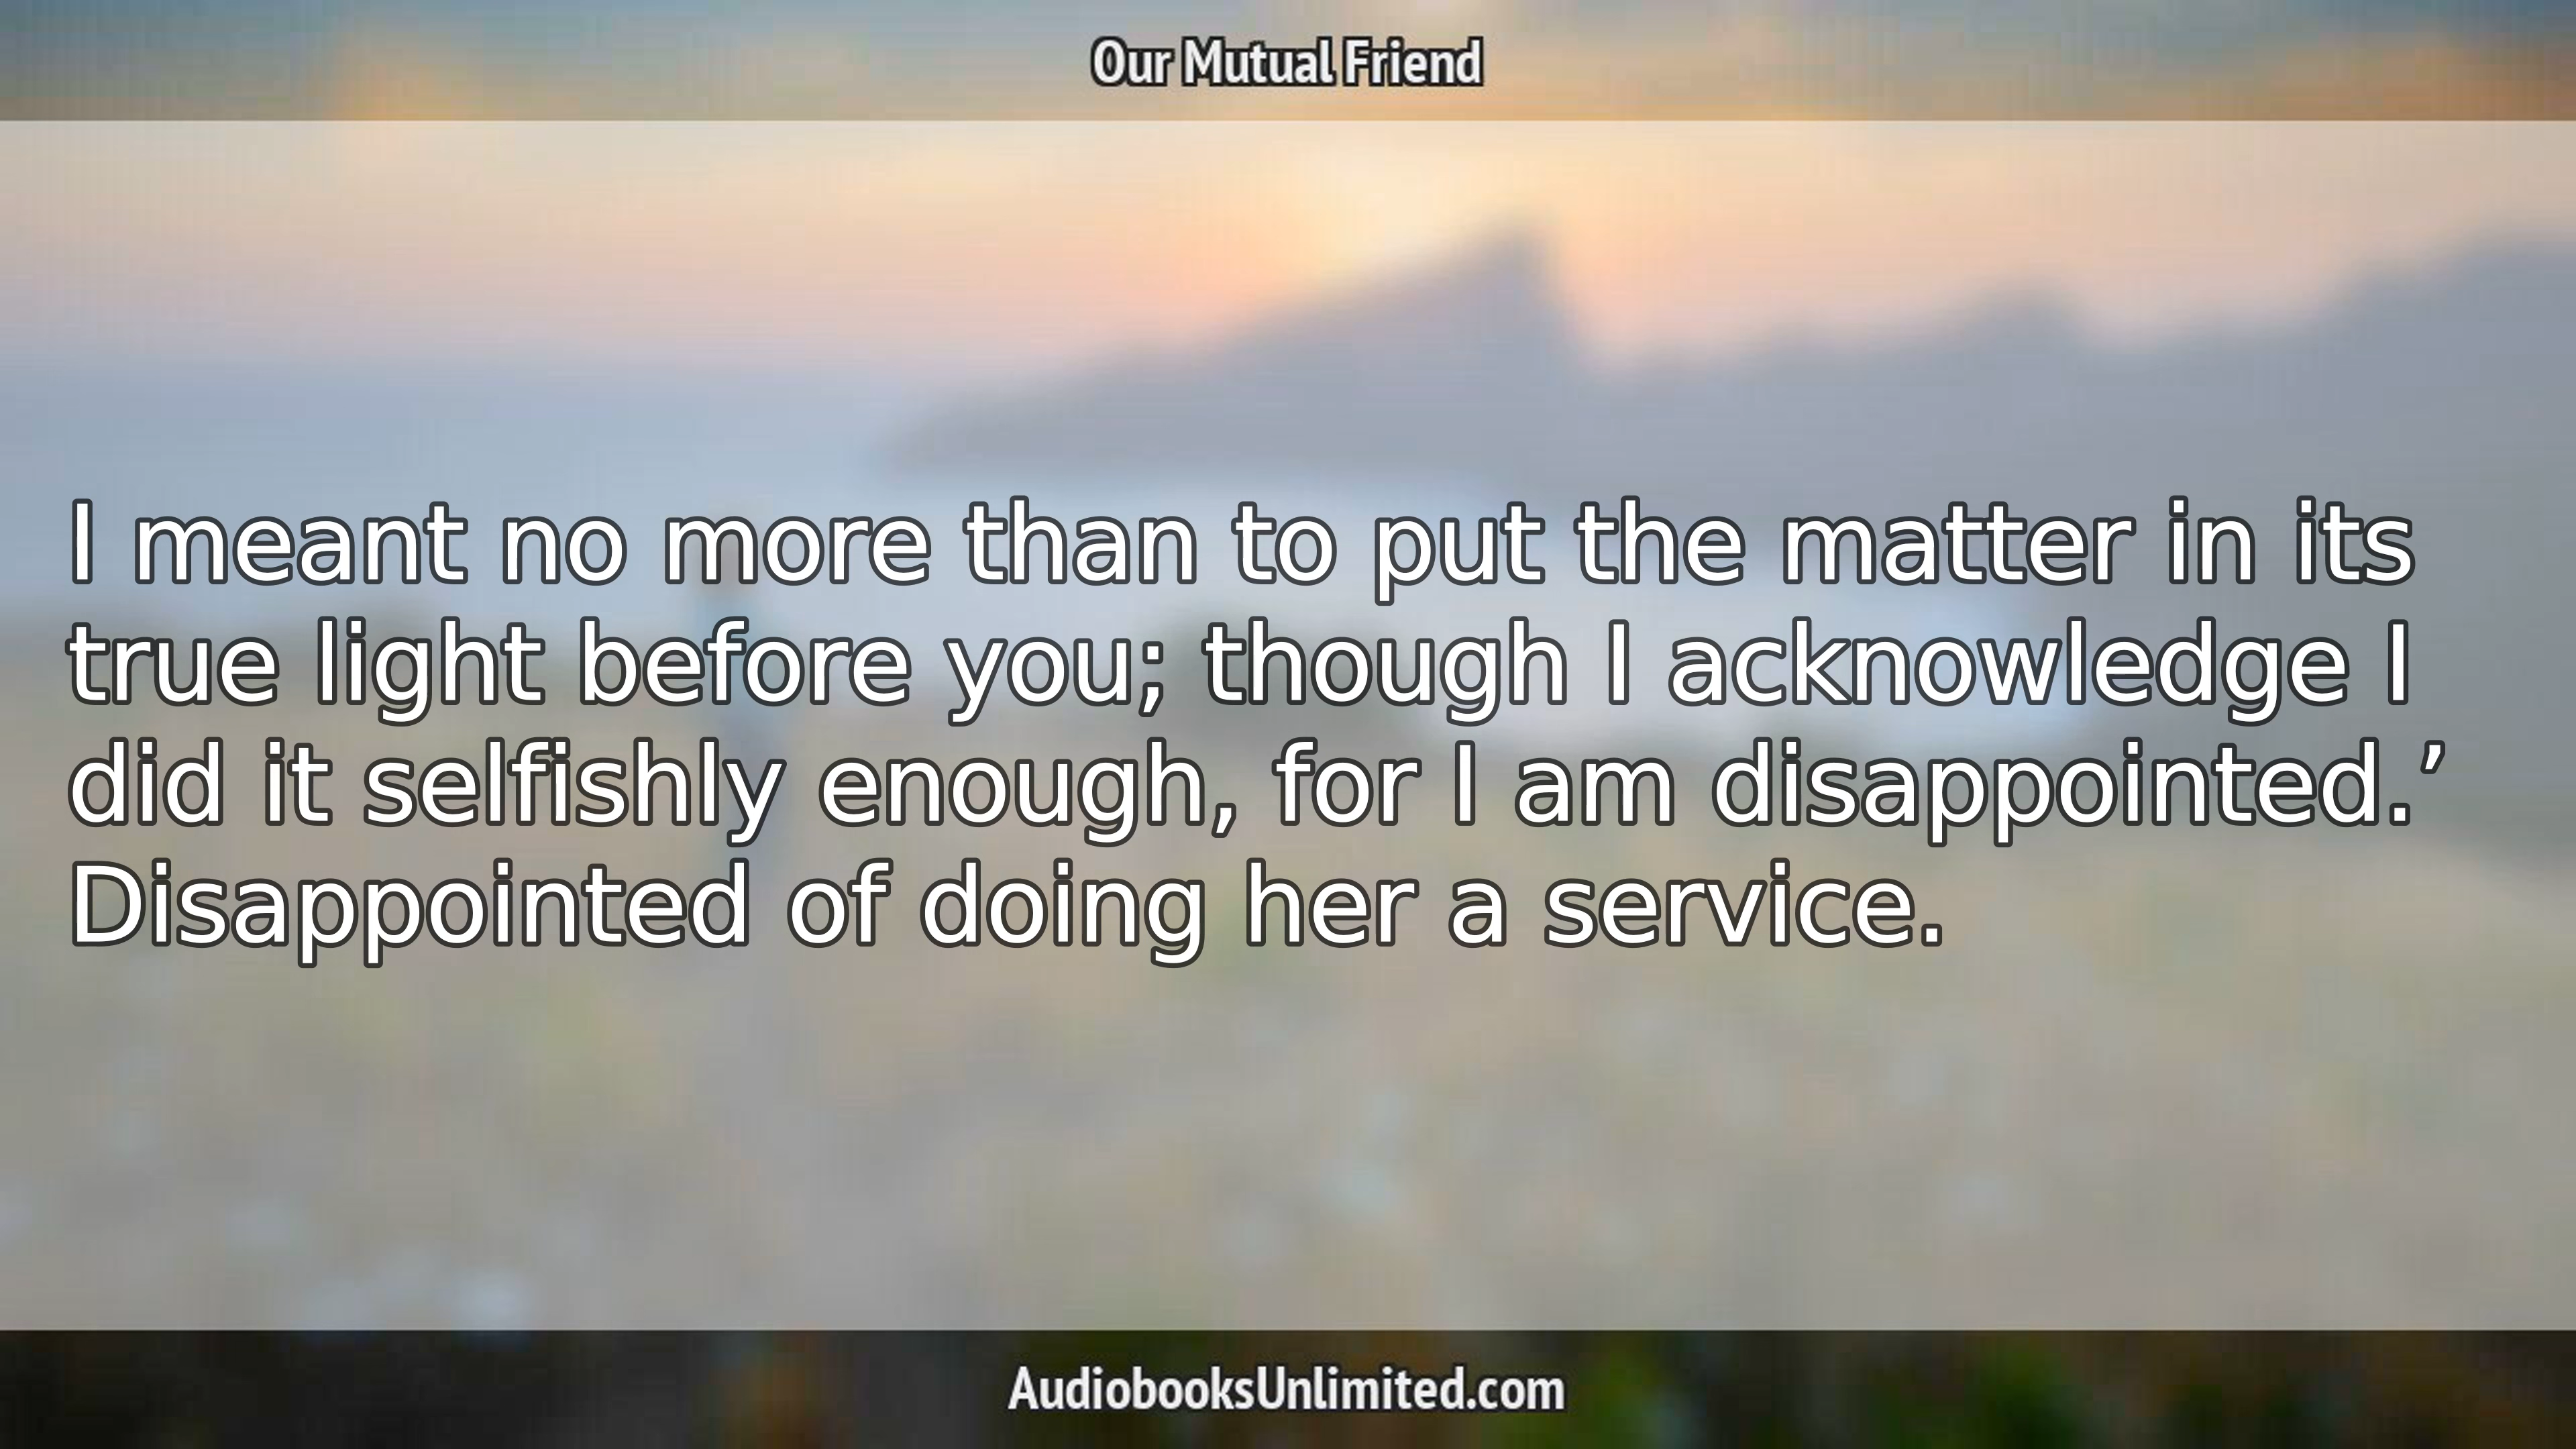 Our Mutual Friend
I meant no more than to put the matter in its
true light before you; though I acknowledge I
did it selfishly enough, for I am disappointed.’
Disappointed of doing her a service.
AudiobooksUnlimited.com